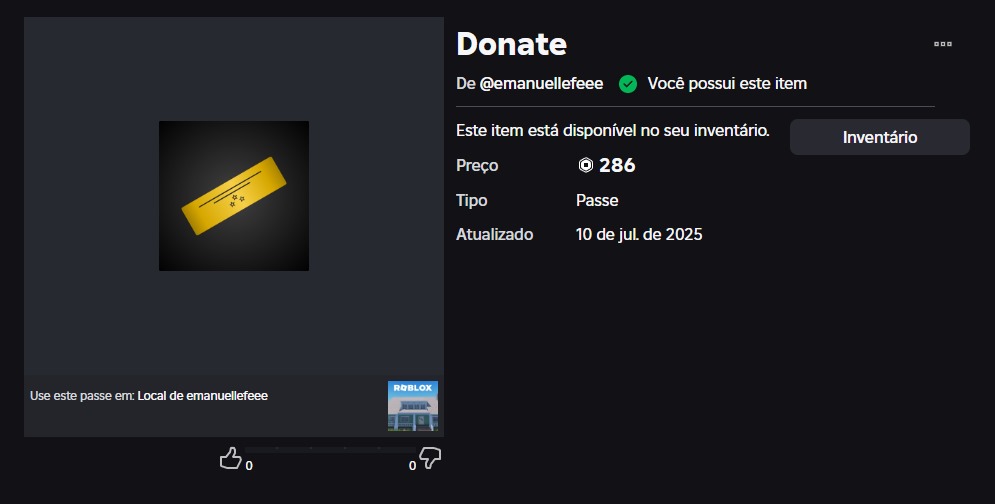 Donate
De @emanuellefeee Você possui este item
Este item está disponível no seu inventário.
Inventário
Preço 286
Tipo Passe
Atualizado 10 de jul. de 2025
Use este passe em: Local de emanuellefeee
ROBLOX
0 0